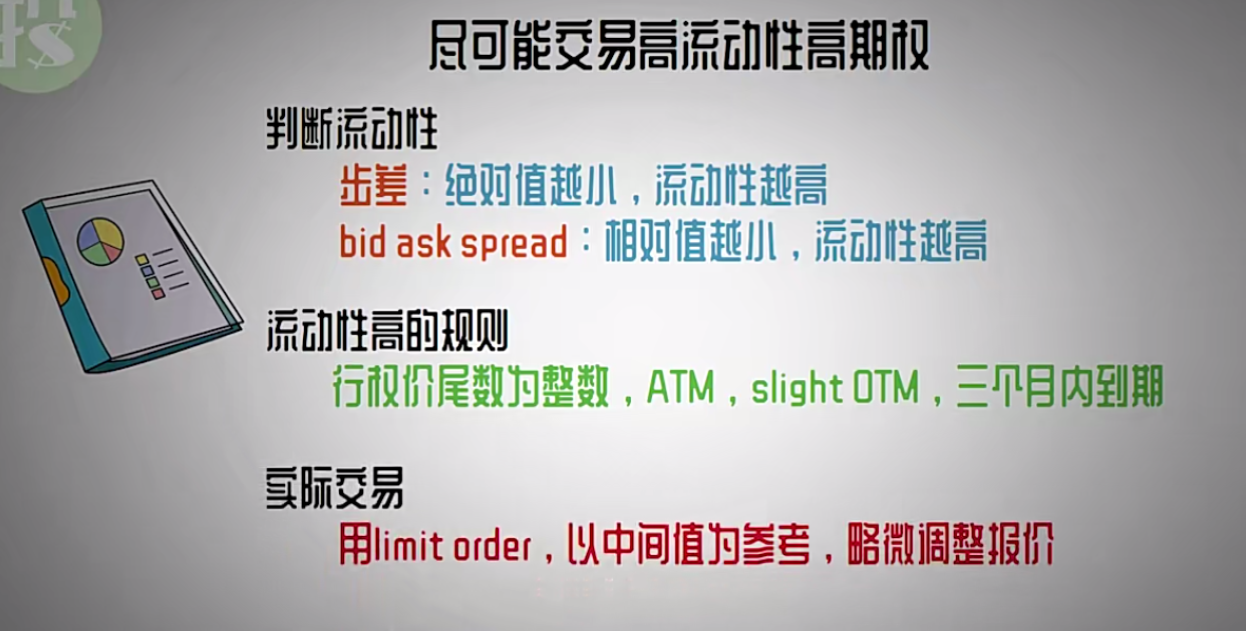 尽可能交易高流动性高期权
判断流动性
步差：绝对值越小，流动性越高
bid ask spread：相对值越小，流动性越高
流动性高的规则
行权价尾数为整数，ATM，slight OTM，三个月内到期
实际交易
用limit order，以中间值为参考，略微调整报价